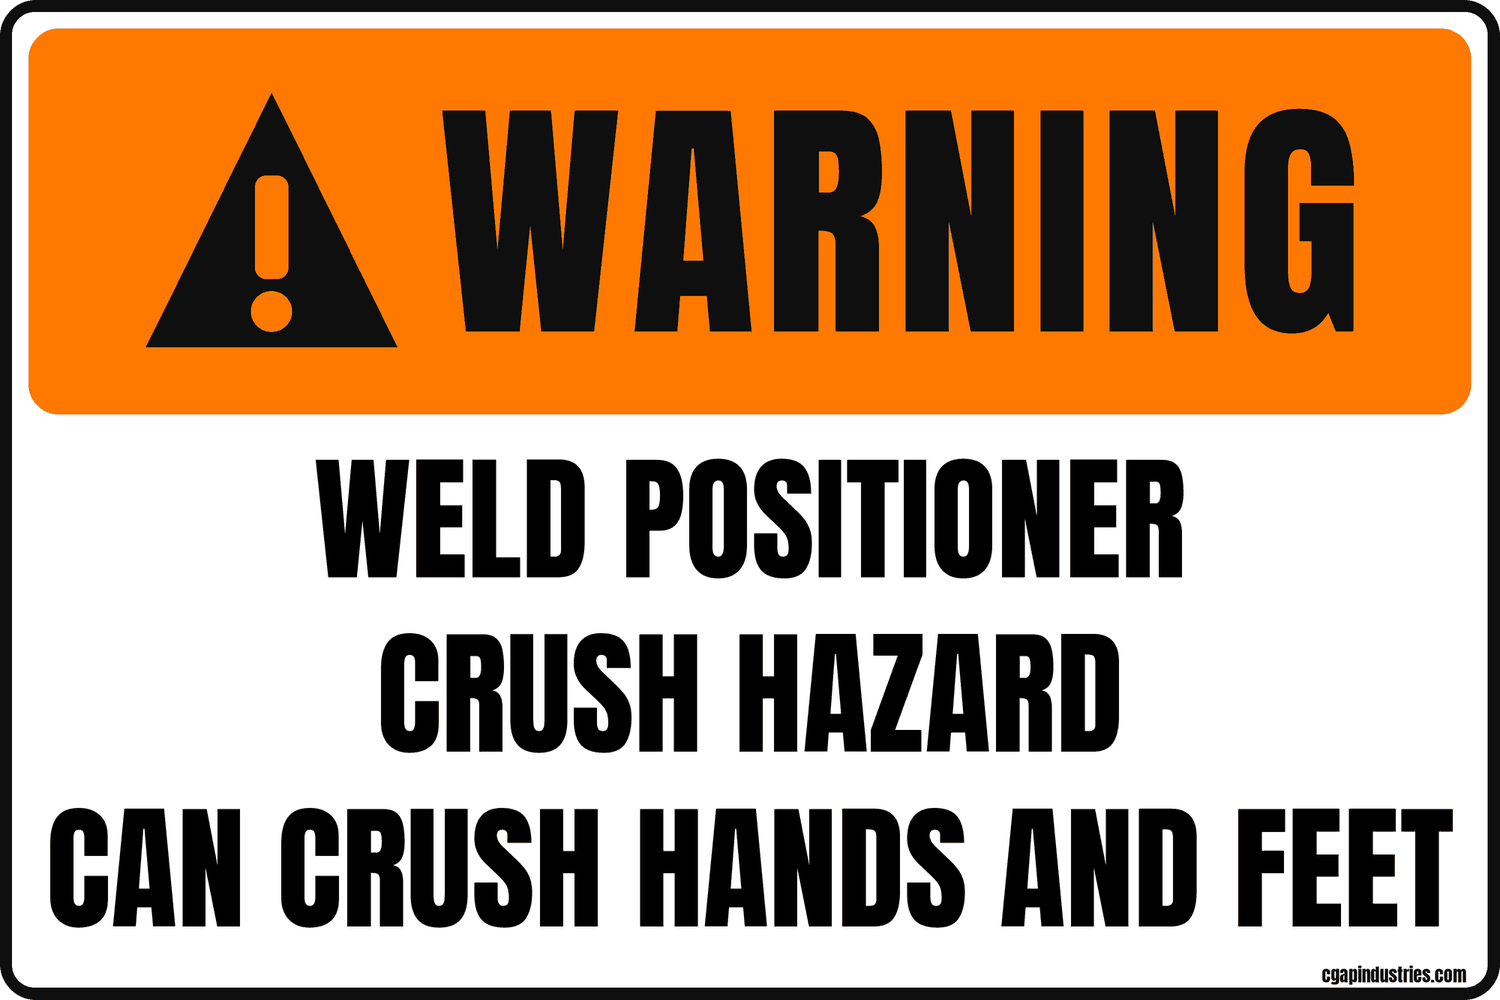 WARNING
WELD POSITIONER
CRUSH HAZARD
CAN CRUSH HANDS AND FEET
cgapindustries.com